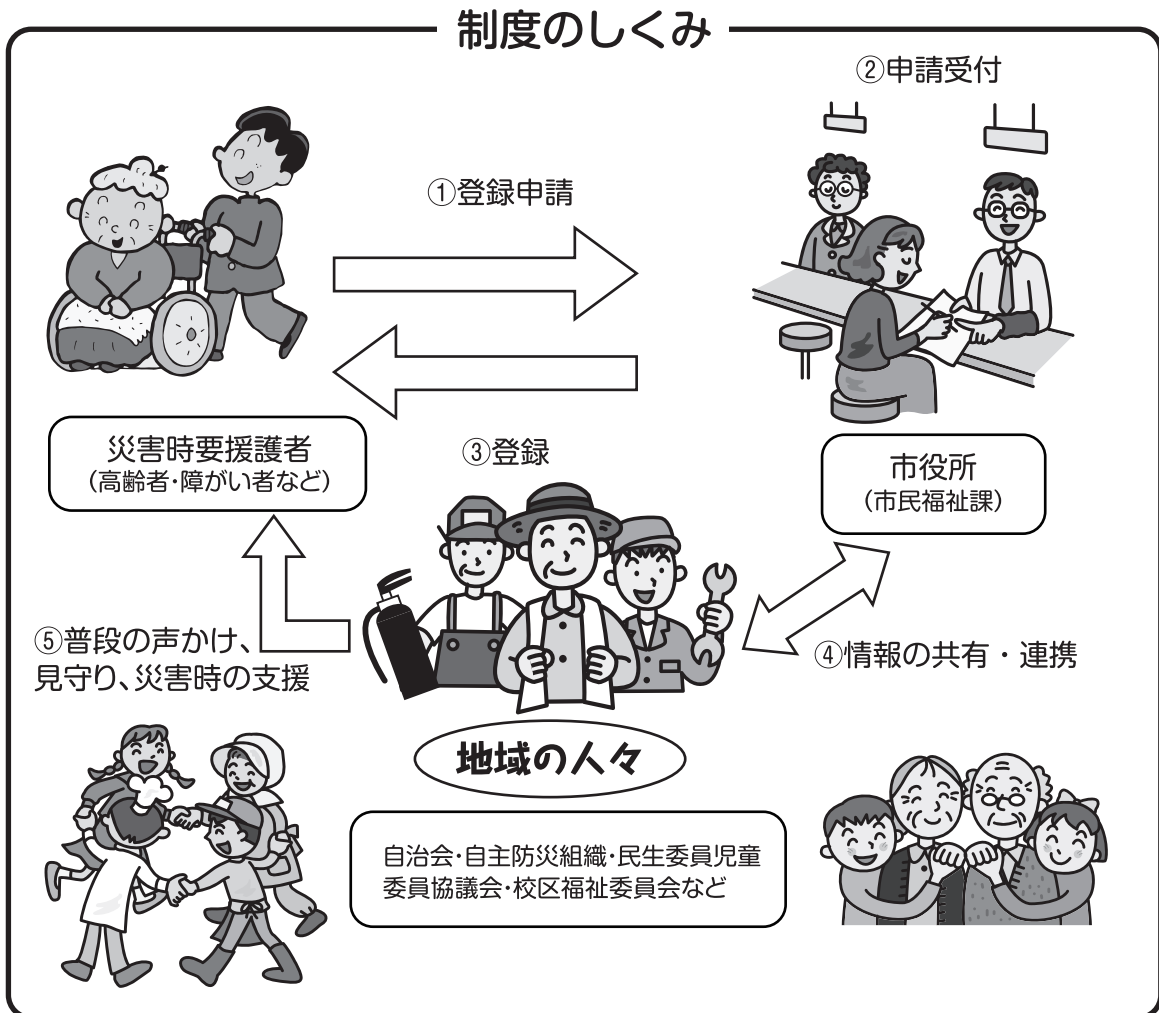 制度のしくみ
②申請受付
①登録申請
災害時要援護者
(高齢者・障がい者など)
③登録
市役所
(市民福祉課)
⑤普段の声かけ、
見守り、災害時の支援
④情報の共有・連携
地域の人々
自治会・自主防災組織・民生委員児童
委員協議会・校区福祉委員会など